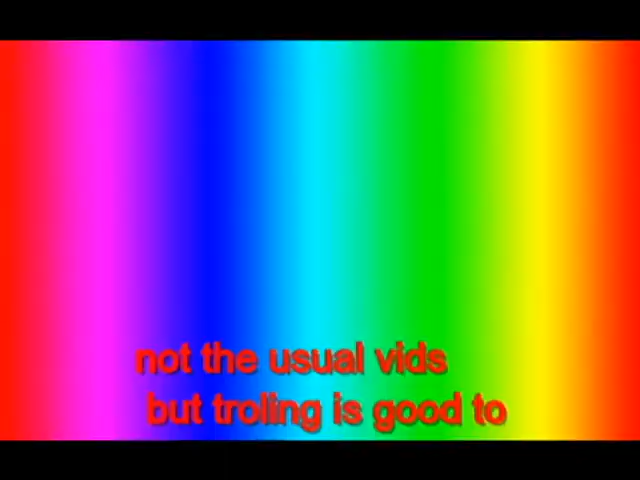 not the usual vids
but troling is good to